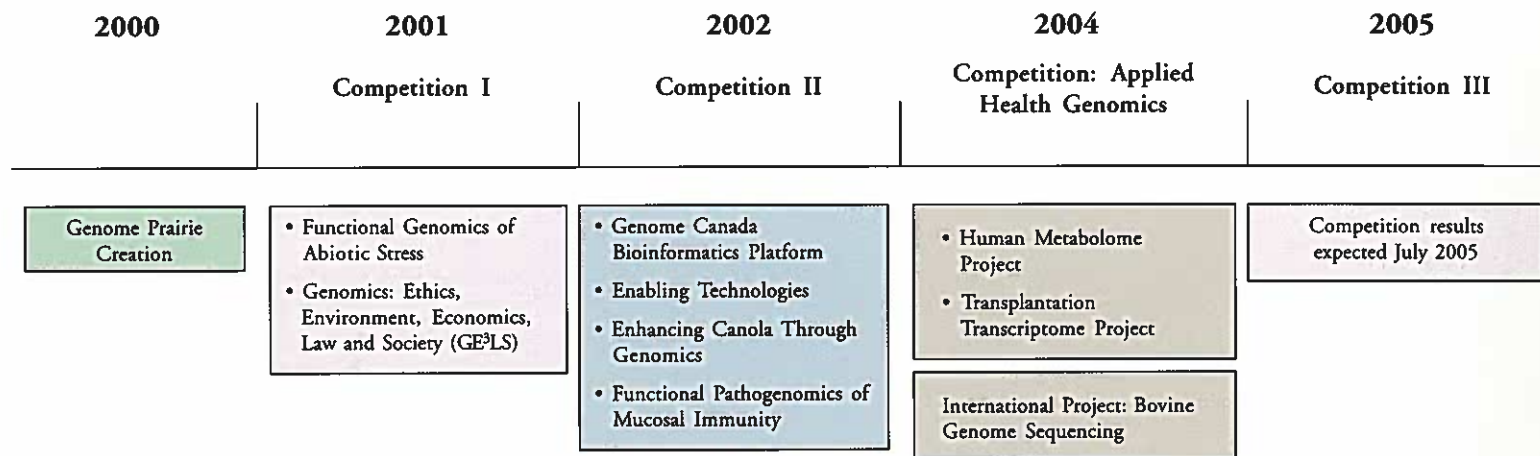 2000
2001
2002
2004
2005
Competition I
Competition II
Competition: Applied
Health Genomics
Competition III
Genome Prairie
Creation
• Functional Genomics of
Abiotic Stress
• Genomics: Ethics,
Environment, Economics,
Law and Society (GE³LS)
• Genome Canada
Bioinformatics Platform
• Enabling Technologies
• Enhancing Canola Through
Genomics
• Functional Pathogenomics of
Mucosal Immunity
• Human Metabolome
Project
• Transplantation
Transcriptome Project
International Project: Bovine
Genome Sequencing
Competition results
expected July 2005